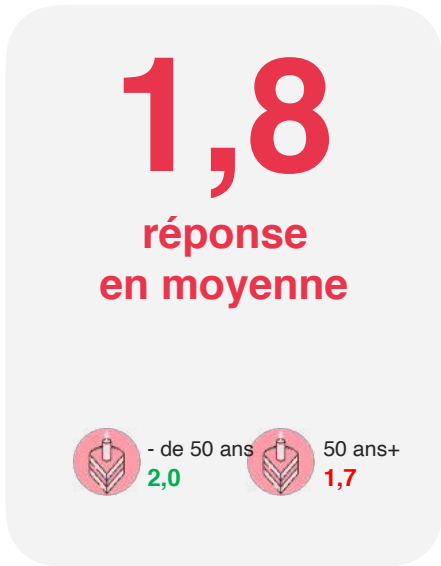 1,8
réponse
en moyenne
- de 50 ans
2,0
50 ans+
1,7